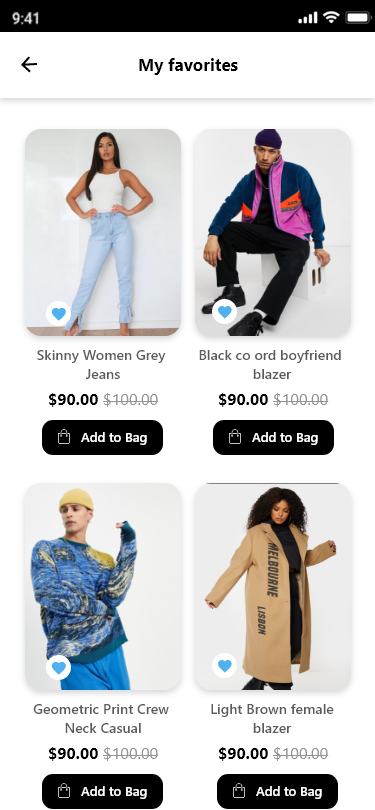 9:41
My favorites
Skinny Women Grey
Jeans
$90.00 $100.00
Add to Bag
Black co ord boyfriend
blazer
$90.00 $100.00
Add to Bag
MELBOURNE
LISBON
Geometric Print Crew
Neck Casual
$90.00 $100.00
Add to Bag
Light Brown female
blazer
$90.00 $100.00
Add to Bag